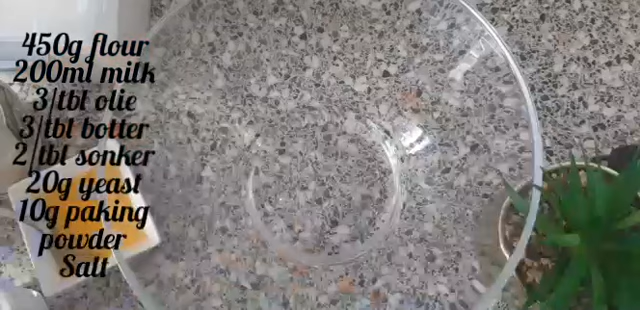 450g flour
200ml milk
3/tbl olie
3/tbl botter
2/tbl sonker
20g yeast
10g paking
powder
Salt